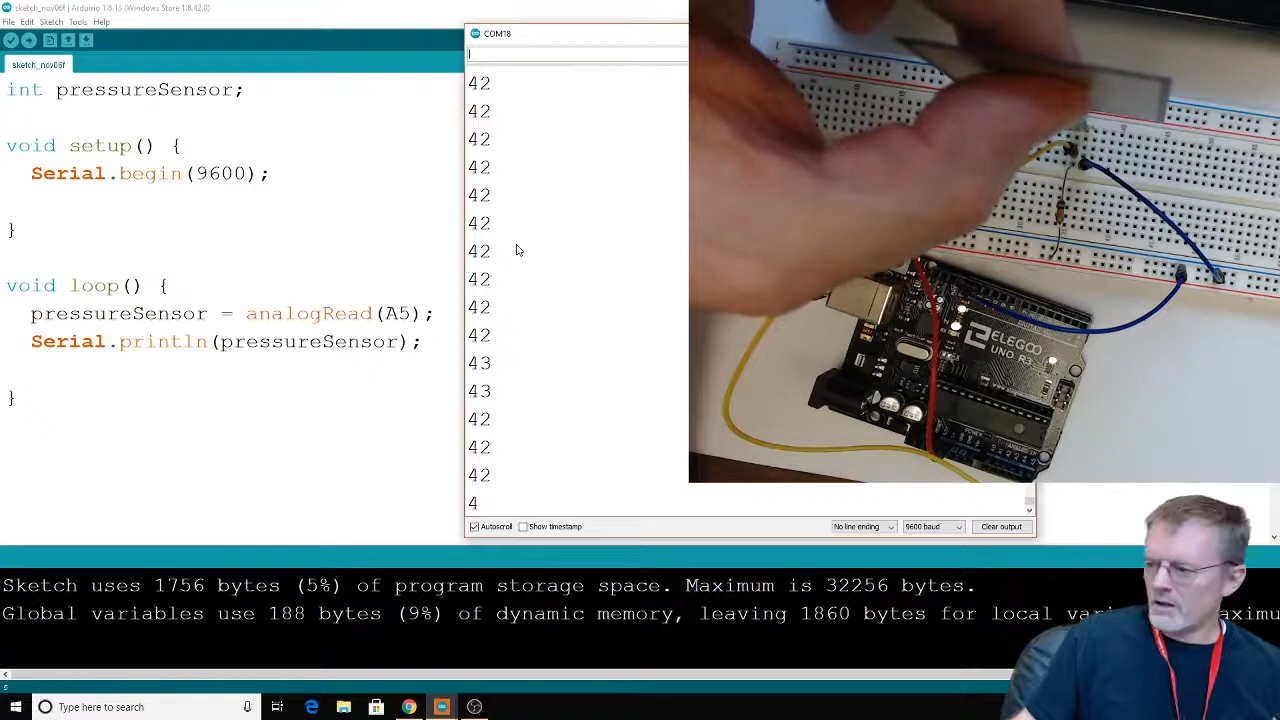 sketch_nov06f | Arduino 1.8.13 (Windows Store 1.8.42.0)
File Edit Sketch Tools Help
sketch_nov06f
int pressureSensor;
void setup() {
Serial.begin(9600);
}
void loop() {
pressureSensor = analogRead(A5);
Serial.println(pressureSensor);
}
COM18
42
42
42
42
42
42
42
42
42
42
43
43
42
42
42
4
Autoscroll Show timestamp No line ending 9600 baud Clear output
ELEGOO
UNO R3
Sketch uses 1756 bytes (5%) of program storage space. Maximum is 32256 bytes.
Global variables use 188 bytes (9%) of dynamic memory, leaving 1860 bytes for local
5
Type here to search